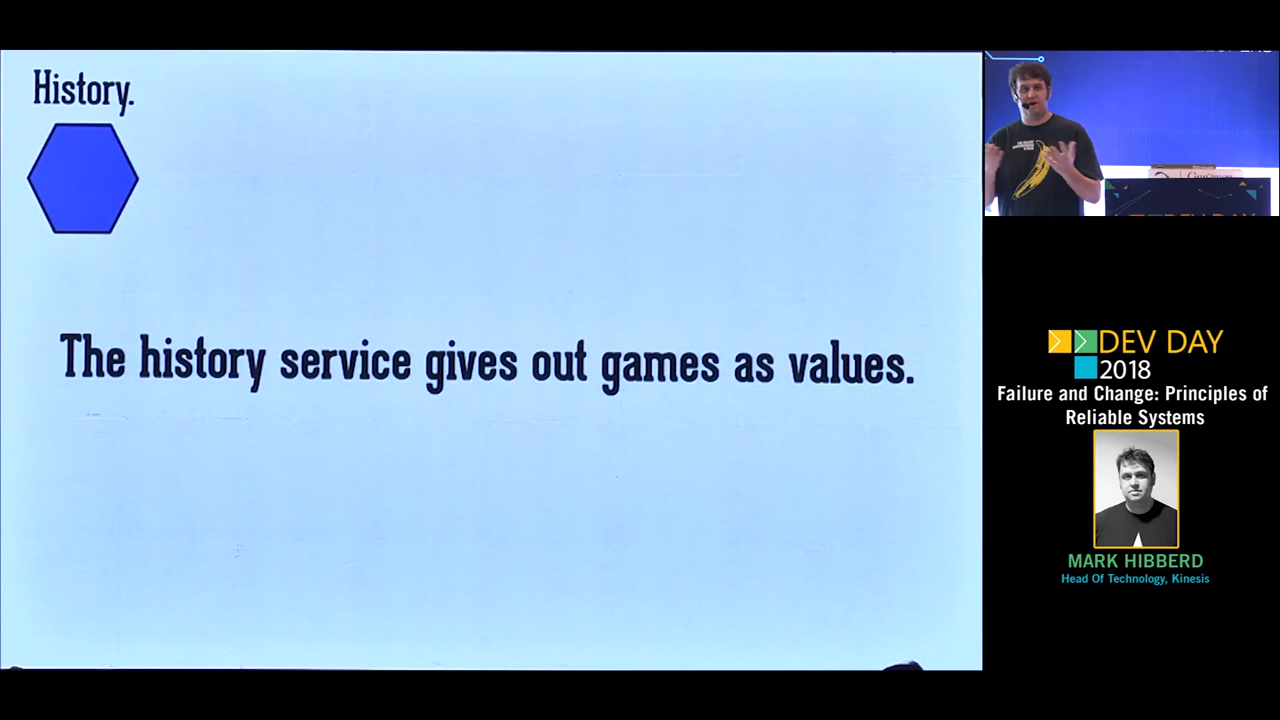 History.
The history service gives out games as values.
DEV DAY
2018
Failure and Change: Principles of
Reliable Systems
MARK HIBBERD
Head Of Technology, Kinesis